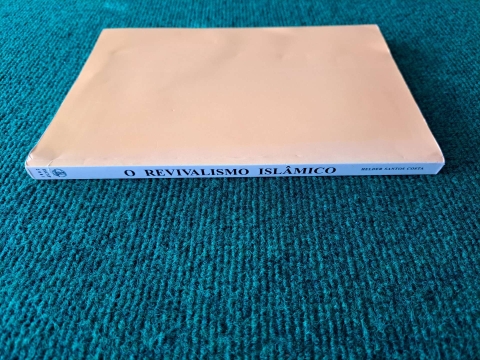 O REVIVALISMO ISLÂMICO
HELDER SANTOS COSTA